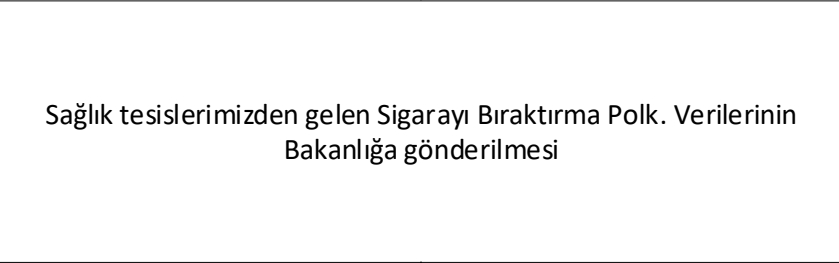 Sağlık tesislerimizden gelen Sigarayı Bıraktırma Polk. Verilerinin
Bakanlığa gönderilmesi